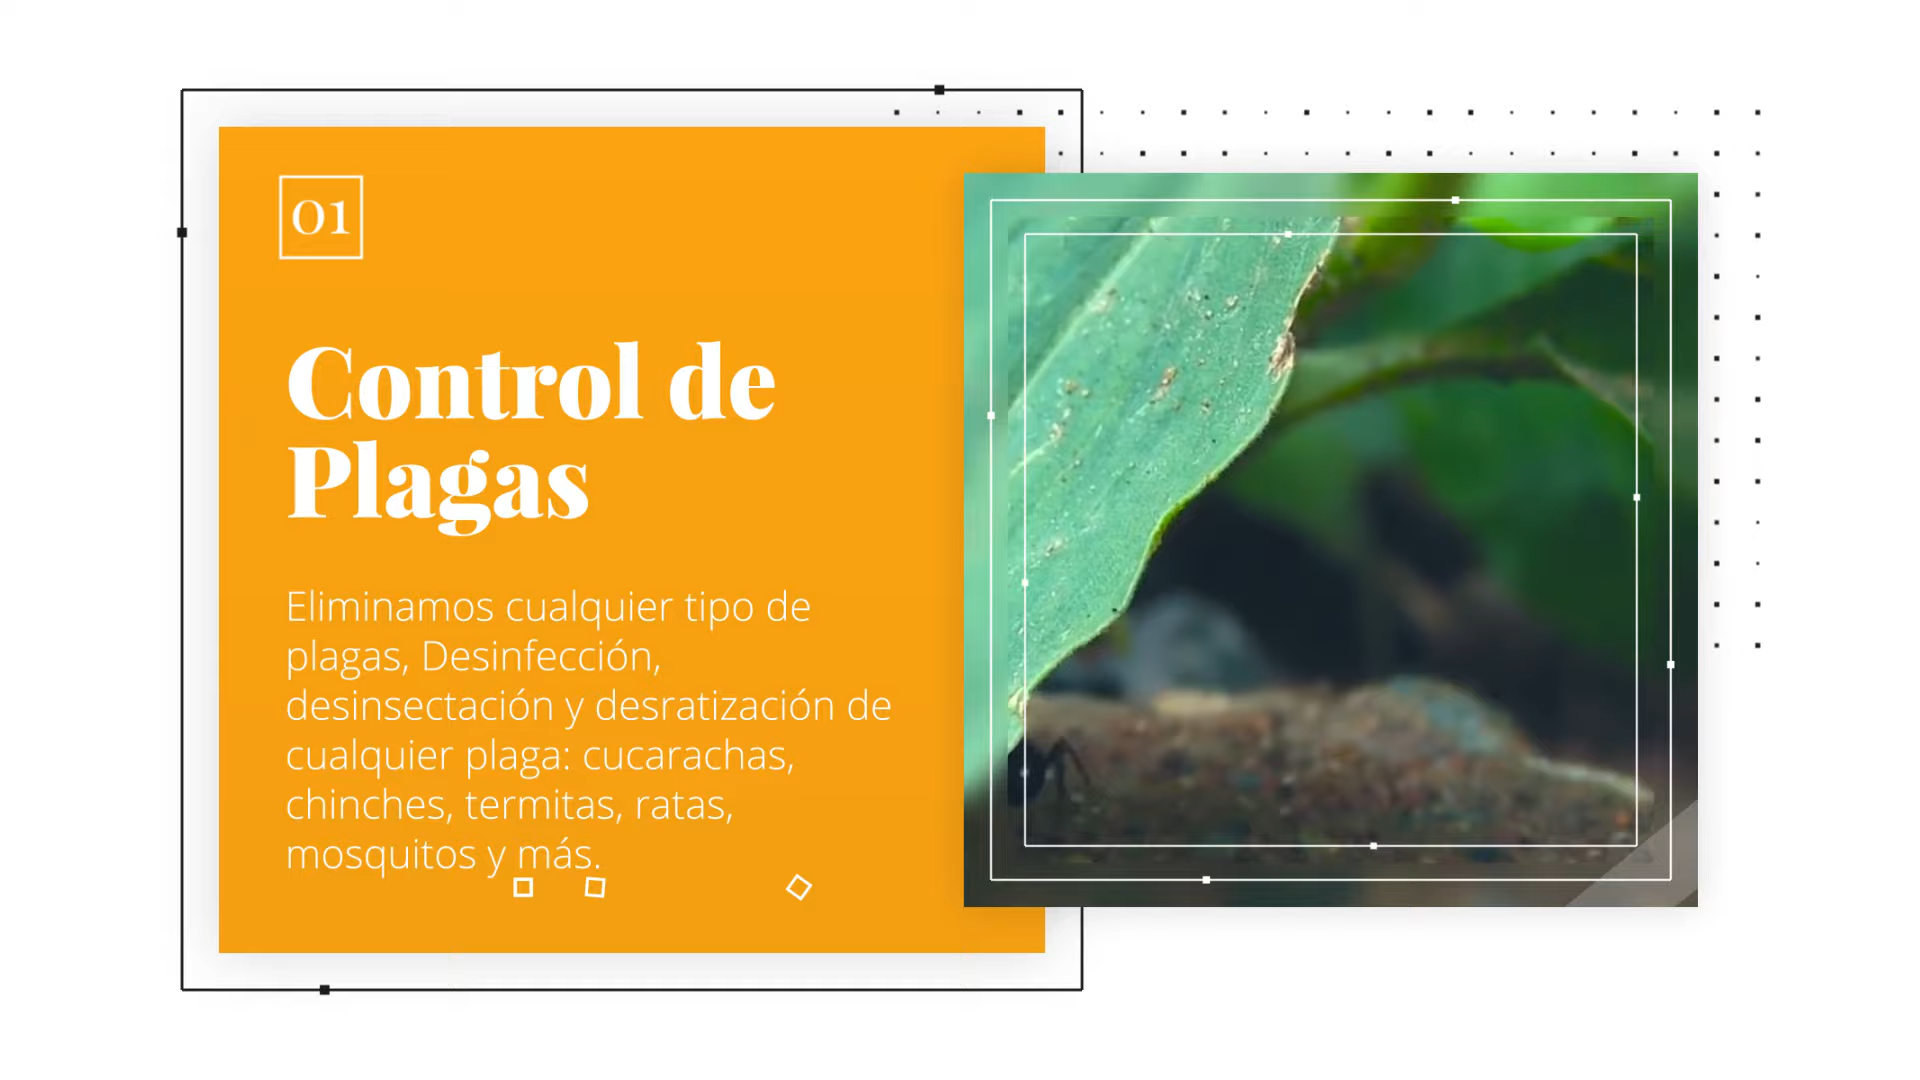 01
Control de
Plagas
Eliminamos cualquier tipo de
plagas, Desinfección,
desinsectación y desratización de
cualquier plaga: cucarachas,
chinches, termitas, ratas,
mosquitos y más.